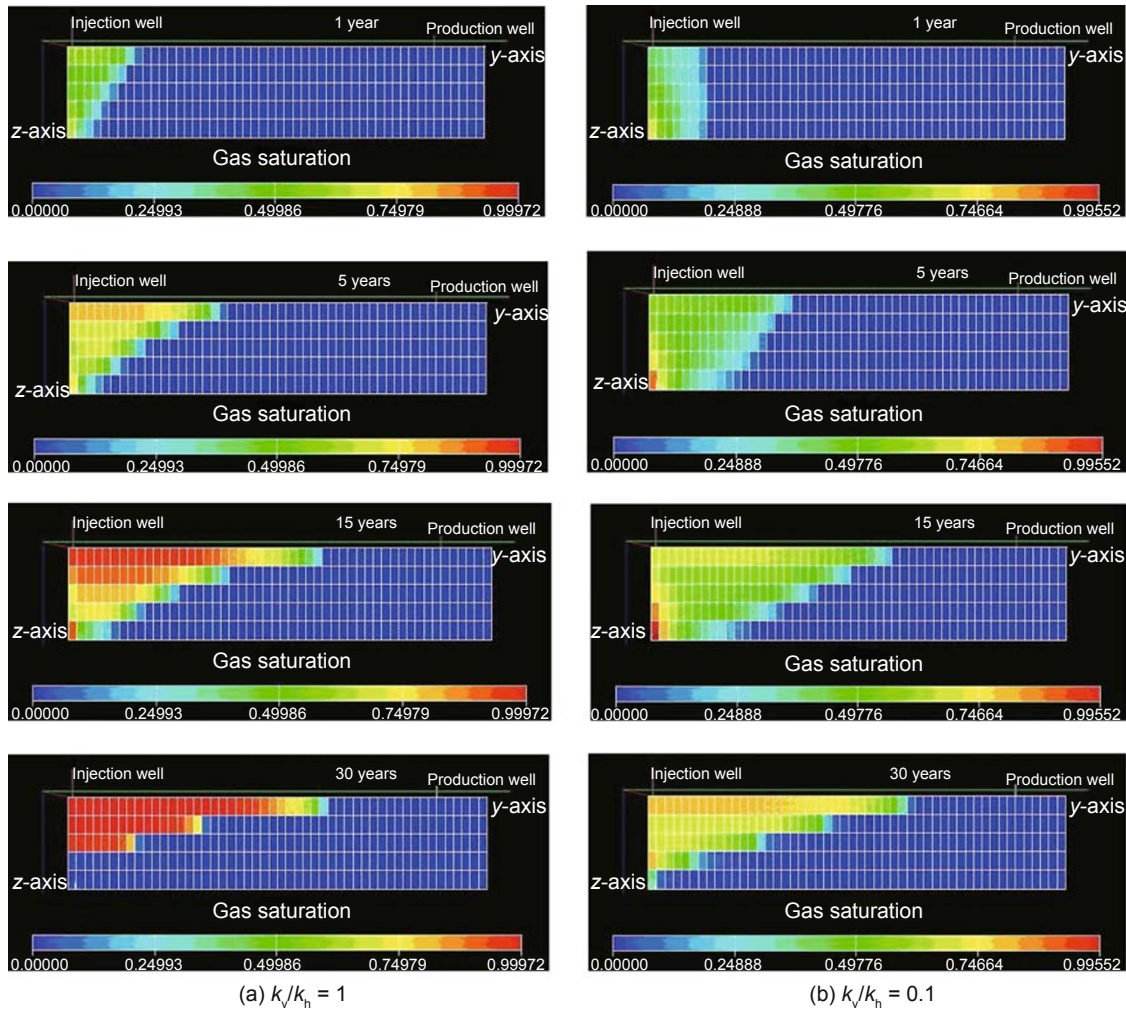 Injection well 1 year Production well
y-axis
z-axis
Gas saturation
0.00000 0.24993 0.49986 0.74979 0.99972
Injection well 1 year Production well
y-axis
z-axis
Gas saturation
0.00000 0.24888 0.49776 0.74664 0.99552
Injection well 5 years Production well
y-axis
z-axis
Gas saturation
0.00000 0.24993 0.49986 0.74979 0.99972
Injection well 5 years Production well
y-axis
z-axis
Gas saturation
0.00000 0.24888 0.49776 0.74664 0.99552
Injection well 15 years Production well
y-axis
z-axis
Gas saturation
0.00000 0.24993 0.49986 0.74979 0.99972
Injection well 15 years Production well
y-axis
z-axis
Gas saturation
0.00000 0.24888 0.49776 0.74664 0.99552
Injection well 30 years Production well
y-axis
z-axis
Gas saturation
0.00000 0.24993 0.49986 0.74979 0.99972
Injection well 30 years Production well
y-axis
z-axis
Gas saturation
0.00000 0.24888 0.49776 0.74664 0.99552
(a) kv/kh = 1
(b) kv/kh = 0.1